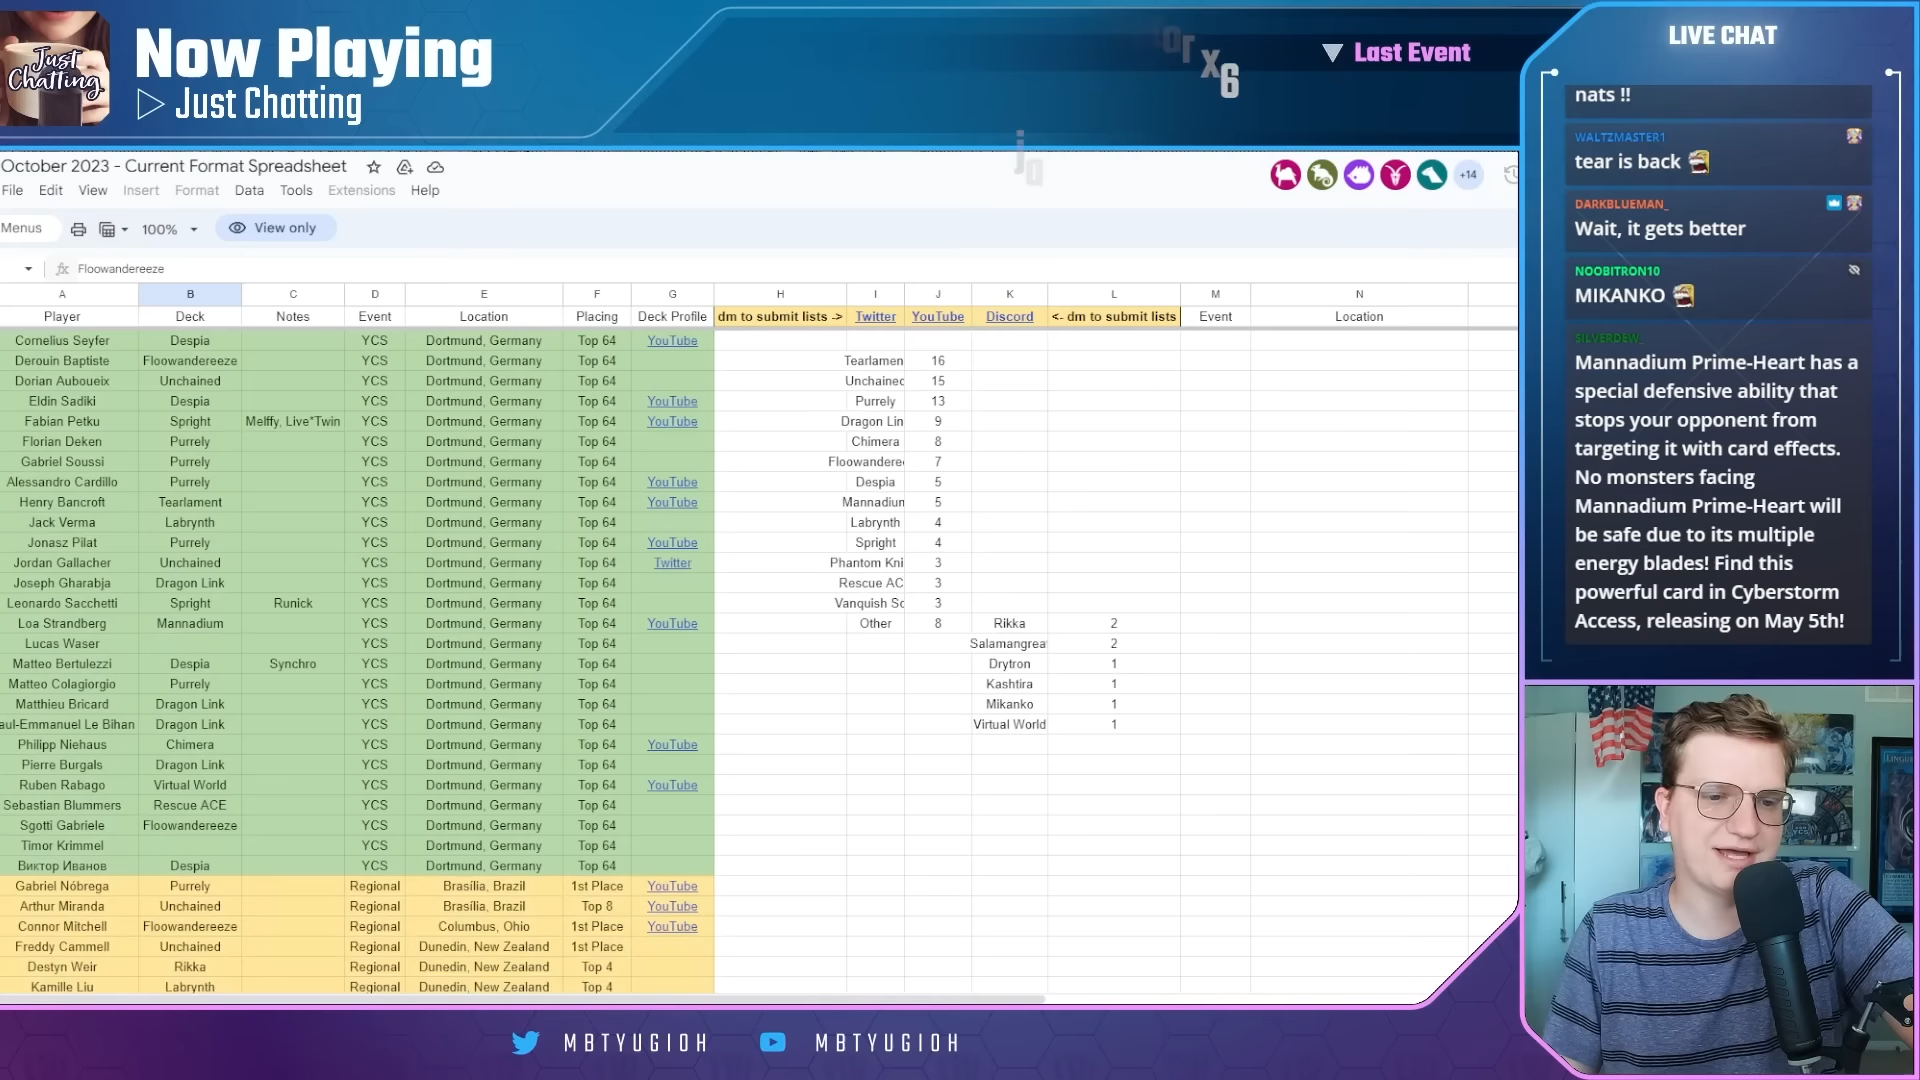 Just
Chatting
Now Playing
Just Chatting
or x6
jo
Last Event
LIVE CHAT
October 2023 - Current Format Spreadsheet
+14
File Edit View Insert Format Data Tools Extensions Help
Menus 100% View only
fx Floowandereeze
A B C D E F G H I J K L M N
Player Deck Notes Event Location Placing Deck Profile dm to submit lists -> Twitter YouTube Discord <- dm to submit lists Event Location
Cornelius Seyfer Despia YCS Dortmund, Germany Top 64 YouTube
Derouin Baptiste Floowandereeze YCS Dortmund, Germany Top 64 Tearlamen 16
Dorian Auboueix Unchained YCS Dortmund, Germany Top 64 Unchained 15
Eldin Sadiki Despia YCS Dortmund, Germany Top 64 YouTube Purrely 13
Fabian Petku Spright Melffy, Live*Twin YCS Dortmund, Germany Top 64 YouTube Dragon Lin 9
Florian Deken Purrely YCS Dortmund, Germany Top 64 Chimera 8
Gabriel Soussi Purrely YCS Dortmund, Germany Top 64 Floowandere 7
Alessandro Cardillo Purrely YCS Dortmund, Germany Top 64 YouTube Despia 5
Henry Bancroft Tearlament YCS Dortmund, Germany Top 64 YouTube Mannadium 5
Jack Verma Labrynth YCS Dortmund, Germany Top 64 Labrynth 4
Jonasz Pilat Purrely YCS Dortmund, Germany Top 64 YouTube Spright 4
Jordan Gallacher Unchained YCS Dortmund, Germany Top 64 Twitter Phantom Kni 3
Joseph Gharabja Dragon Link YCS Dortmund, Germany Top 64 Rescue AC 3
Leonardo Sacchetti Spright Runick YCS Dortmund, Germany Top 64 Vanquish So 3
Loa Strandberg Mannadium YCS Dortmund, Germany Top 64 YouTube Other 8 Rikka 2
Lucas Waser YCS Dortmund, Germany Top 64 Salamangrea 2
Matteo Bertulezzi Despia Synchro YCS Dortmund, Germany Top 64 Drytron 1
Matteo Colagiorgio Purrely YCS Dortmund, Germany Top 64 Kashtira 1
Matthieu Bricard Dragon Link YCS Dortmund, Germany Top 64 Mikanko 1
aul-Emmanuel Le Bihan Dragon Link YCS Dortmund, Germany Top 64 Virtual World 1
Philipp Niehaus Chimera YCS Dortmund, Germany Top 64 YouTube
Pierre Burgals Dragon Link YCS Dortmund, Germany Top 64
Ruben Rabago Virtual World YCS Dortmund, Germany Top 64 YouTube
Sebastian Blummers Rescue ACE YCS Dortmund, Germany Top 64
Sgotti Gabriele Floowandereeze YCS Dortmund, Germany Top 64
Timor Krimmel YCS Dortmund, Germany Top 64
Виктор Иванов Despia YCS Dortmund, Germany Top 64
Gabriel Nóbrega Purrely Regional Brasília, Brazil 1st Place YouTube
Arthur Miranda Unchained Regional Brasília, Brazil Top 8 YouTube
Connor Mitchell Floowandereeze Regional Columbus, Ohio 1st Place YouTube
Freddy Cammell Unchained Regional Dunedin, New Zealand 1st Place
Destyn Weir Rikka Regional Dunedin, New Zealand Top 4
Kamille Liu Labrynth Regional Dunedin, New Zealand Top 4
nats !!
WALTZMASTER1
tear is back
DARKBLUEMAN_
Wait, it gets better
NOOBITRON10
MIKANKO
SILVERDEW_
Mannadium Prime-Heart has a
special defensive ability that
stops your opponent from
targeting it with card effects.
No monsters facing
Mannadium Prime-Heart will
be safe due to its multiple
energy blades! Find this
powerful card in Cyberstorm
Access, releasing on May 5th!
MBTYUGIOH MBTYUGIOH